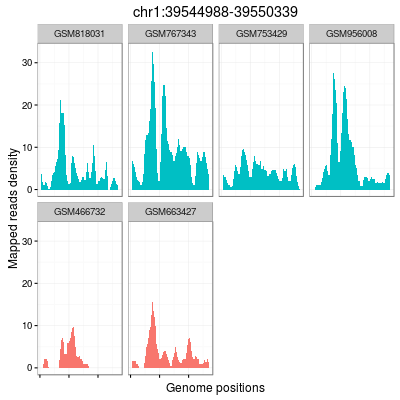 chr1:39544988-39550339
GSM818031 GSM767343 GSM753429 GSM956008
30
20
10
0
GSM466732 GSM663427
30
20
10
0
Mapped reads density
Genome positions